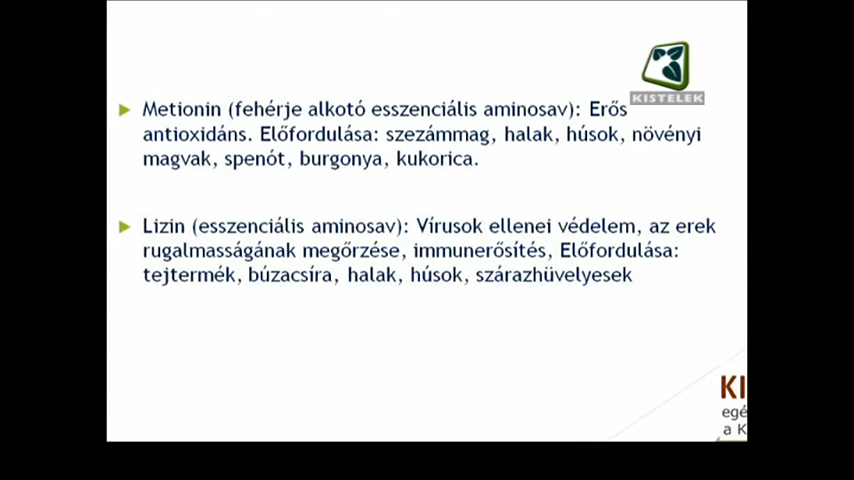 KISTELEK
Metionin (fehérje alkotó esszenciális aminosav): Erős
antioxidáns. Előfordulása: szezámmag, halak, húsok, növényi
magvak, spenót, burgonya, kukorica.
Lizin (esszenciális aminosav): Vírusok ellenei védelem, az erek
rugalmasságának megőrzése, immunerősítés, Előfordulása:
tejtermék, búzacsíra, halak, húsok, szárazhüvelyesek
KI
egé
a K